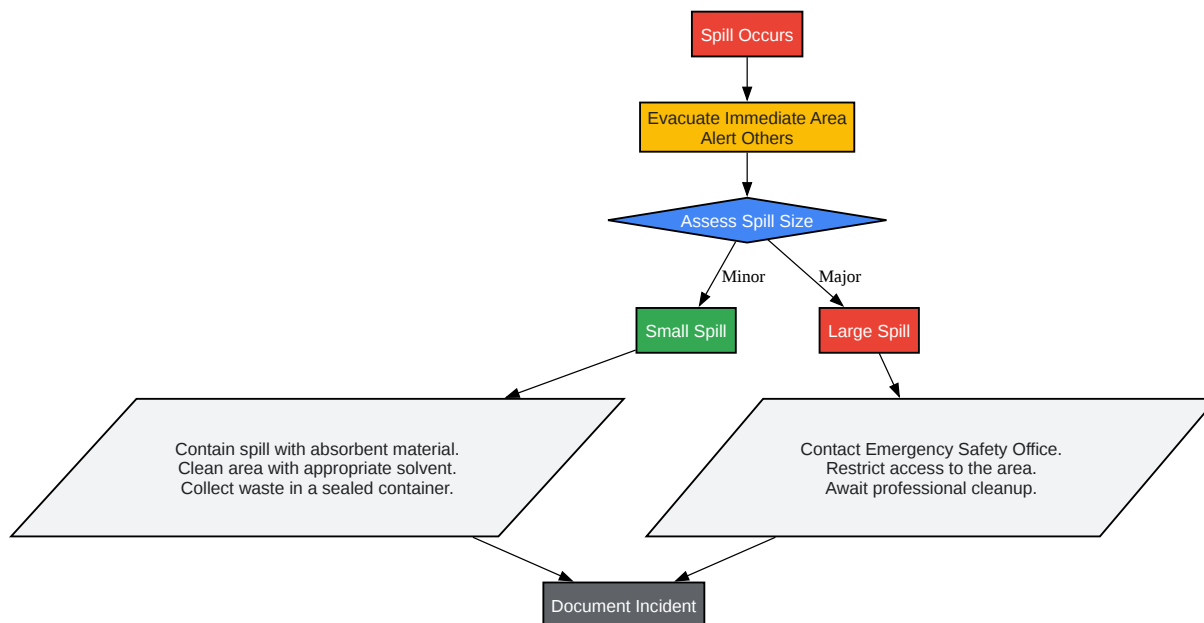 Spill Occurs
Evacuate Immediate Area
Alert Others
Assess Spill Size
Minor
Major
Small Spill
Large Spill
Contain spill with absorbent material.
Clean area with appropriate solvent.
Collect waste in a sealed container.
Contact Emergency Safety Office.
Restrict access to the area.
Await professional cleanup.
Document Incident